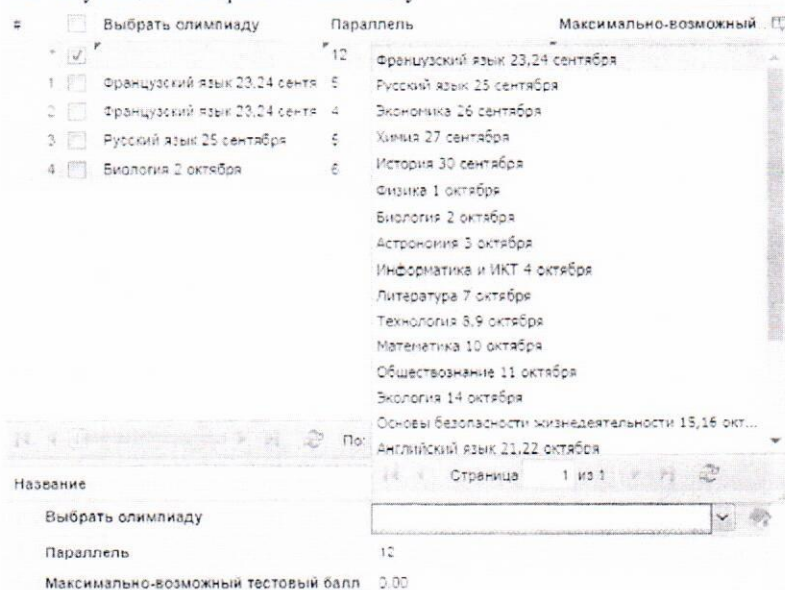 # Выбрать олимпиаду Параллель Максимально-возможный
* 12
1 Французский язык 23,24 сентя 5
2 Французский язык 23,24 сентя 4
3 Русский язык 25 сентября 5
4 Биология 2 октября 6
Французский язык 23,24 сентября
Русский язык 25 сентября
Экономика 26 сентября
Химия 27 сентября
История 30 сентября
Физика 1 октября
Биология 2 октября
Астрономия 3 октября
Информатика и ИКТ 4 октября
Литература 7 октября
Технология 8,9 октября
Математика 10 октября
Обществознание 11 октября
Экология 14 октября
Основы безопасности жизнедеятельности 15,16 окт...
Английский язык 21,22 октября
По:
Страница 1 из 1
Название
Выбрать олимпиаду
Параллель 12
Максимально-возможный тестовый балл 0.00